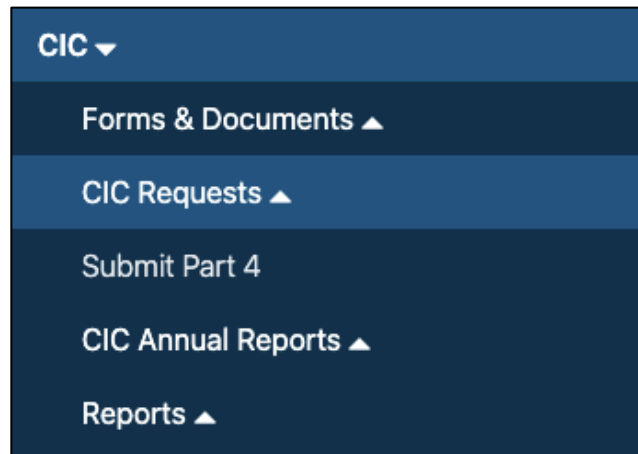 CIC
Forms & Documents
CIC Requests
Submit Part 4
CIC Annual Reports
Reports